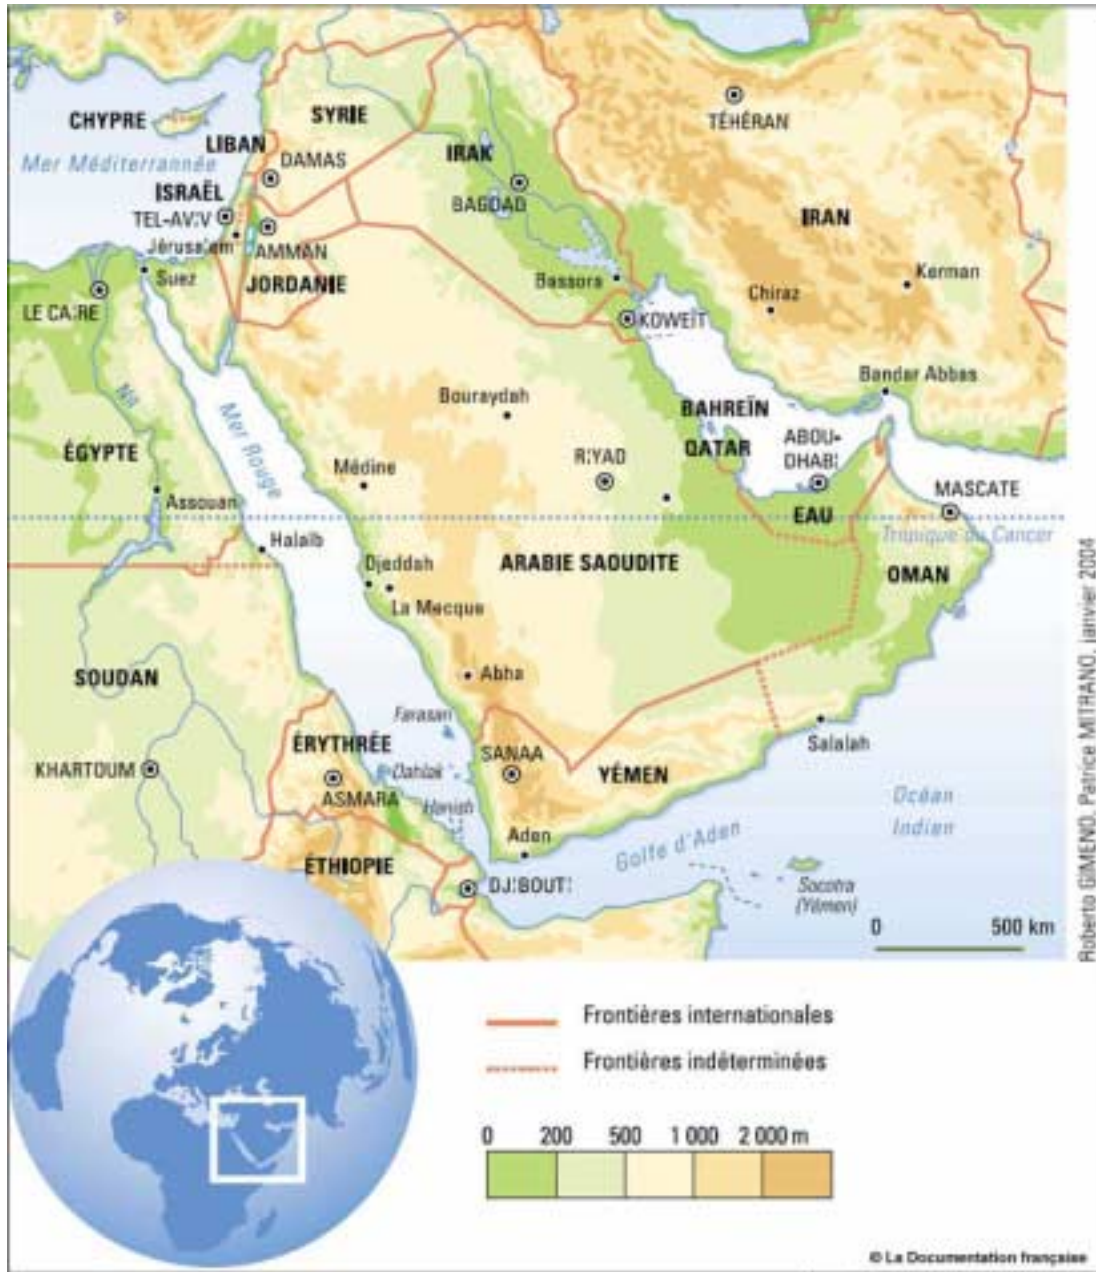 CHYPRE
Mer Méditerrannée
SYRIE
LIBAN
DAMAS
ISRAËL
TEL-AVIV
Jérusalem
AMMAN
JORDANIE
Suez
LE CAIRE
IRAK
BAGDAD
Bassora
KOWEÏT
TÉHÉRAN
IRAN
Kerman
Chiraz
Bandar Abbas
Nil
Mer Rouge
ÉGYPTE
Assouan
Halaïb
Bouraydah
Médine
RIYAD
BAHREÏN
QATAR
ABOU-
DHABI
EAU
MASCATE
Tropique du Cancer
OMAN
ARABIE SAOUDITE
Djeddah
La Mecque
Abha
SOUDAN
KHARTOUM
ÉRYTHRÉE
ASMARA
Farasan
Dahlak
Hanish
SANAA
YÉMEN
Salalah
Aden
Golfe d'Aden
Océan
Indien
ÉTHIOPIE
DJIBOUTI
Socotra
(Yémen)
0 500 km
Roberto GIMENO, Patrice MITRANO, janvier 2004
Frontières internationales
Frontières indéterminées
0 200 500 1 000 2 000 m
© La Documentation française